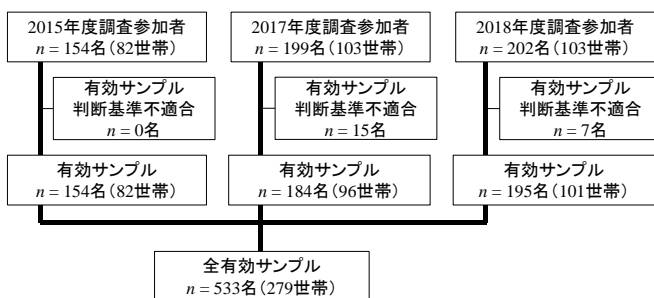 2015年度調査参加者
n = 154名(82世帯)
2017年度調査参加者
n = 199名(103世帯)
2018年度調査参加者
n = 202名(103世帯)
有効サンプル
判断基準不適合
n = 0名
有効サンプル
判断基準不適合
n = 15名
有効サンプル
判断基準不適合
n = 7名
有効サンプル
n = 154名(82世帯)
有効サンプル
n = 184名(96世帯)
有効サンプル
n = 195名(101世帯)
全有効サンプル
n = 533名(279世帯)